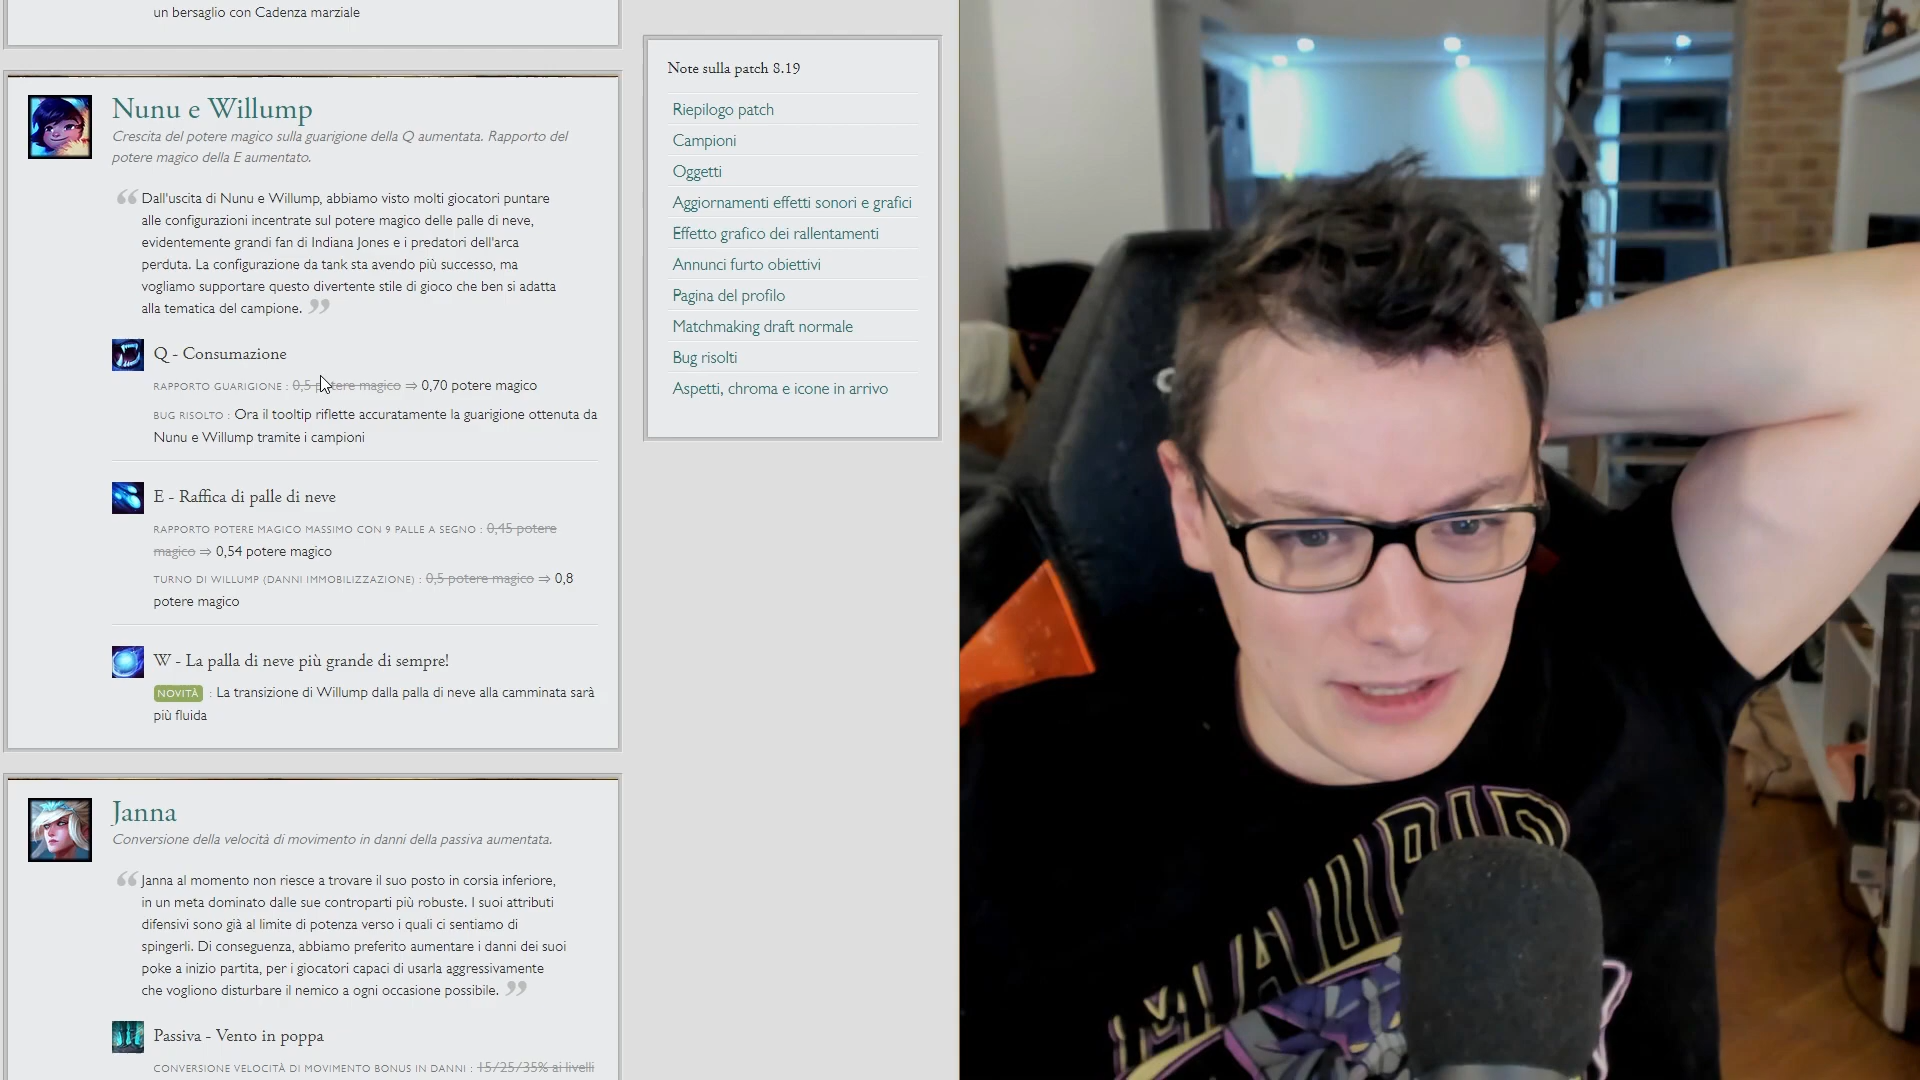 un bersaglio con Cadenza marziale
Nunu e Willump
Crescita del potere magico sulla guarigione della Q aumentata. Rapporto del
potere magico della E aumentato.
“ Dall'uscita di Nunu e Willump, abbiamo visto molti giocatori puntare
alle configurazioni incentrate sul potere magico delle palle di neve,
evidentemente grandi fan di Indiana Jones e i predatori dell'arca
perduta. La configurazione da tank sta avendo più successo, ma
vogliamo supportare questo divertente stile di gioco che ben si adatta
alla tematica del campione. ”
Q - Consumazione
RAPPORTO GUARIGIONE : 0,5 potere magico ⇒ 0,70 potere magico
BUG RISOLTO : Ora il tooltip riflette accuratamente la guarigione ottenuta da
Nunu e Willump tramite i campioni
E - Raffica di palle di neve
RAPPORTO POTERE MAGICO MASSIMO CON 9 PALLE A SEGNO : 0,45 potere
magico ⇒ 0,54 potere magico
TURNO DI WILLUMP (DANNI IMMOBILIZZAZIONE) : 0,5 potere magico ⇒ 0,8
potere magico
W - La palla di neve più grande di sempre!
NOVITÀ : La transizione di Willump dalla palla di neve alla camminata sarà
più fluida
Janna
Conversione della velocità di movimento in danni della passiva aumentata.
“ Janna al momento non riesce a trovare il suo posto in corsia inferiore,
in un meta dominato dalle sue controparti più robuste. I suoi attributi
difensivi sono già al limite di potenza verso i quali ci sentiamo di
spingerli. Di conseguenza, abbiamo preferito aumentare i danni dei suoi
poke a inizio partita, per i giocatori capaci di usarla aggressivamente
che vogliono disturbare il nemico a ogni occasione possibile. ”
Passiva - Vento in poppa
CONVERSIONE VELOCITÀ DI MOVIMENTO BONUS IN DANNI : 15/25/35% ai livelli
Note sulla patch 8.19
Riepilogo patch
Campioni
Oggetti
Aggiornamenti effetti sonori e grafici
Effetto grafico dei rallentamenti
Annunci furto obiettivi
Pagina del profilo
Matchmaking draft normale
Bug risolti
Aspetti, chroma e icone in arrivo